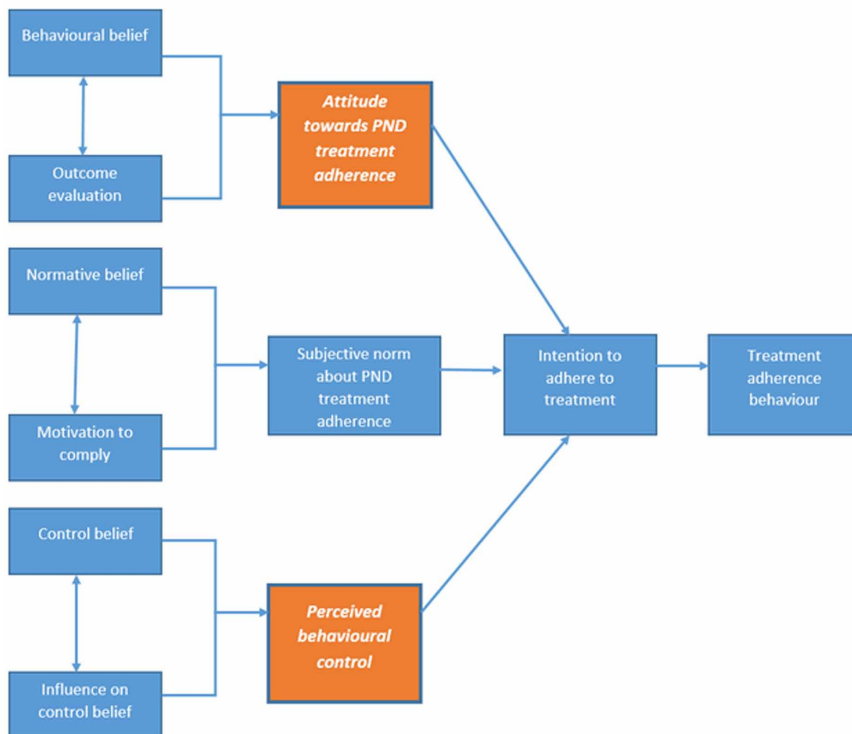 Behavioural belief
Outcome
evaluation
Attitude
towards PND
treatment
adherence
Normative belief
Motivation to
comply
Subjective norm
about PND
treatment
adherence
Intention to
adhere to
treatment
Treatment
adherence
behaviour
Control belief
Influence on
control belief
Perceived
behavioural
control